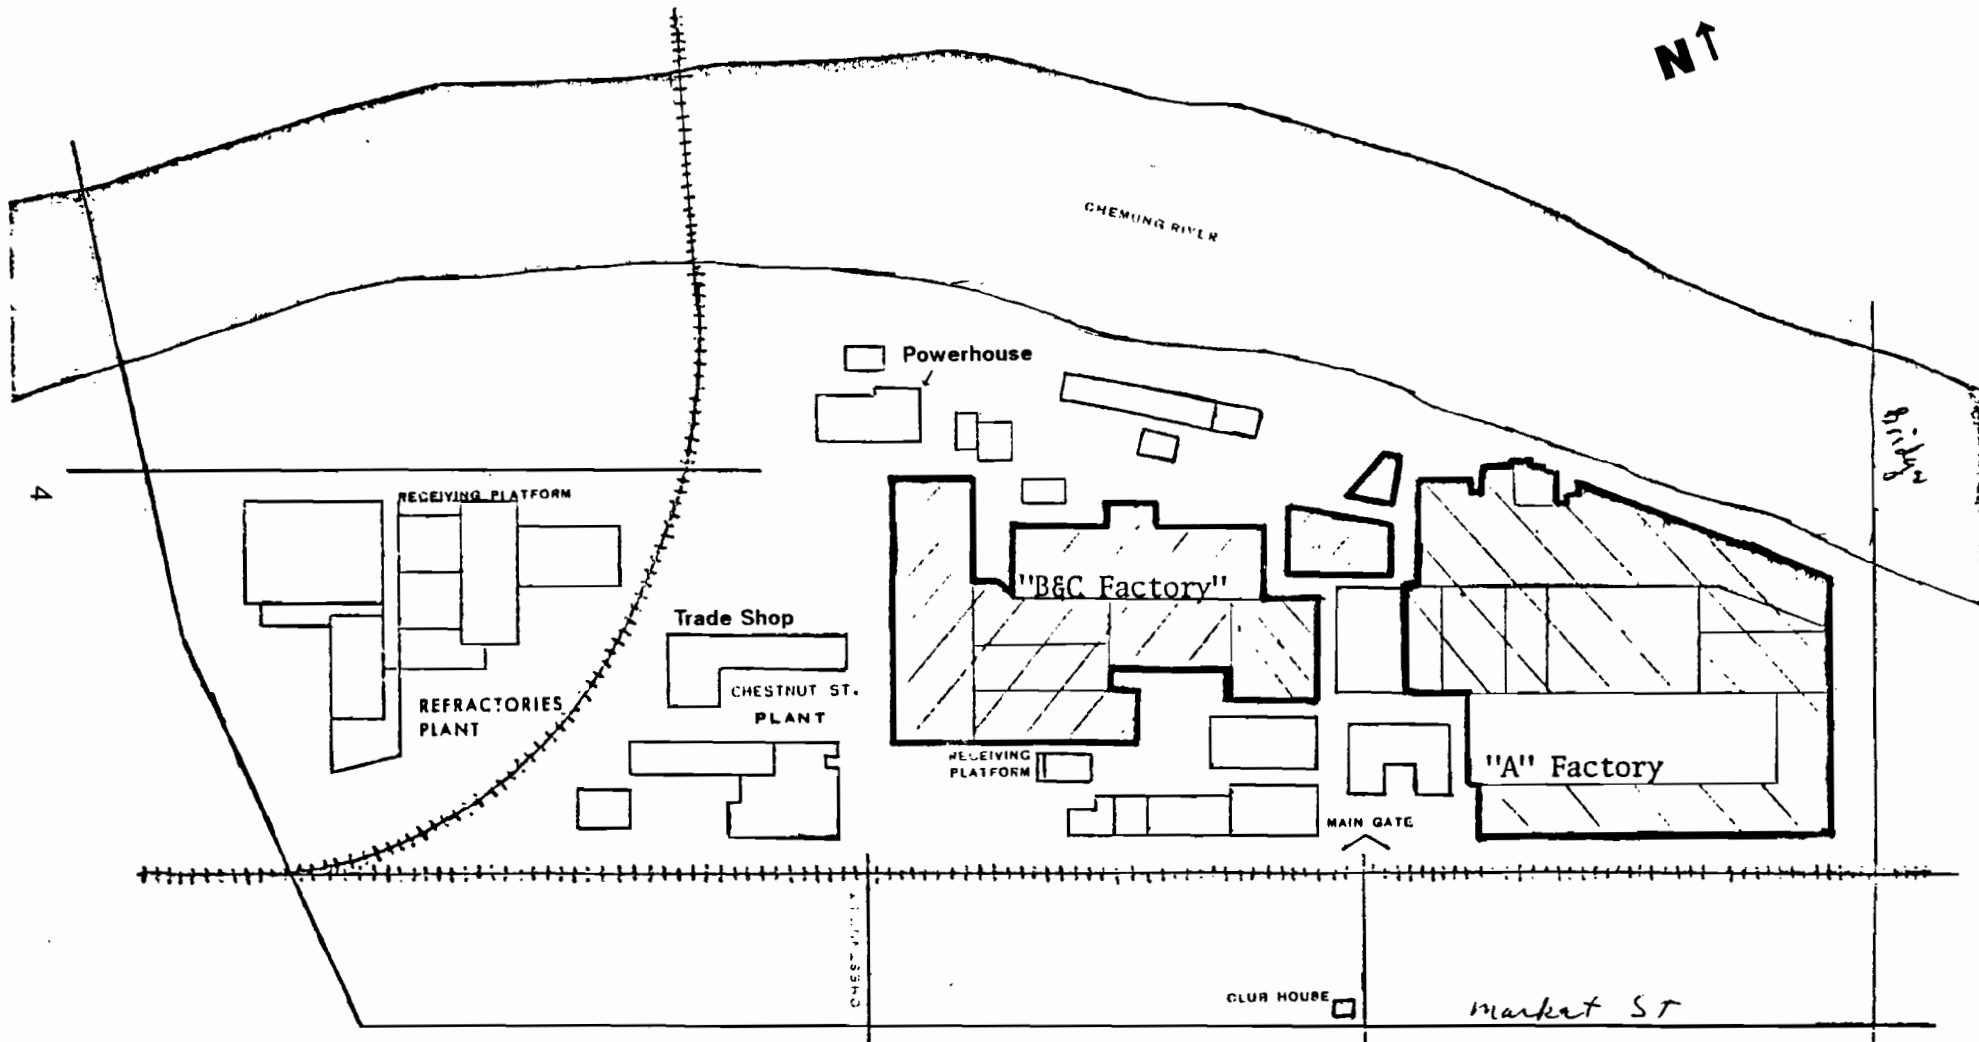 N
CHEMUNG RIVER
Powerhouse
4
RECEIVING PLATFORM
"B&C Factory"
Trade Shop
CHESTNUT ST.
PLANT
REFRACTORIES
PLANT
RECEIVING
PLATFORM
"A" Factory
MAIN GATE
CLUB HOUSE
Market ST